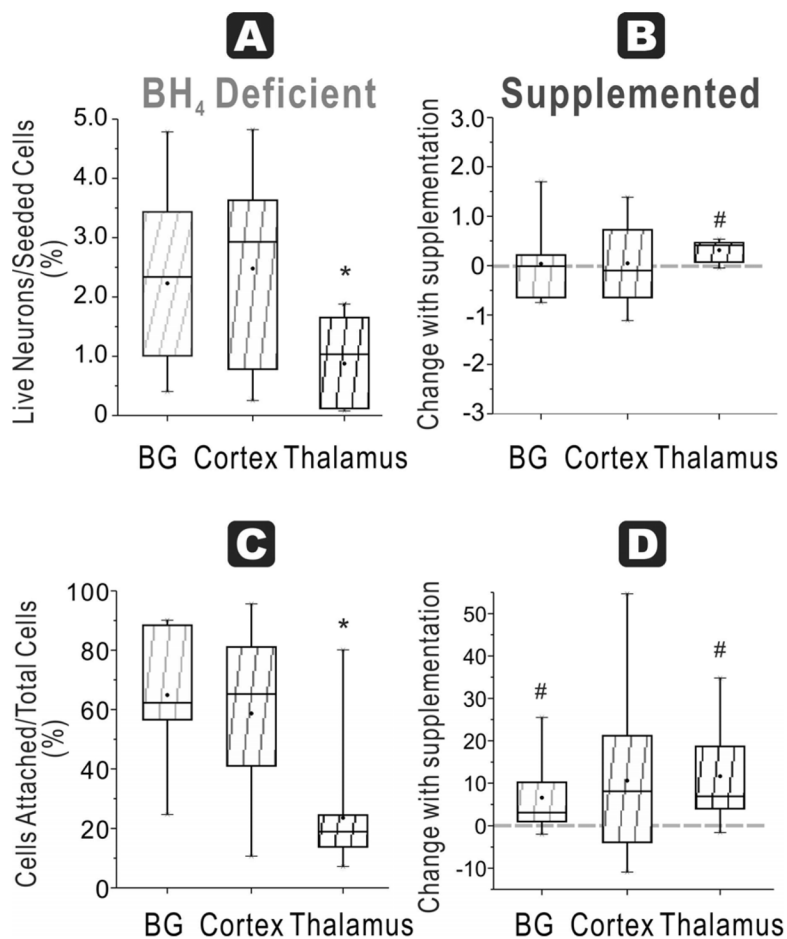 A
BH4 Deficient
Live Neurons/Seeded Cells
(%)
5.0
4.0
3.0
2.0
1.0
0
*
BG Cortex Thalamus
B
Supplemented
Change with supplementation
3.0
2.0
1.0
0
-1
-2
-3
#
BG Cortex Thalamus
C
Cells Attached/Total Cells
(%)
100
80
60
40
20
0
*
BG Cortex Thalamus
D
Change with supplementation
50
40
30
20
10
0
-10
#
#
BG Cortex Thalamus